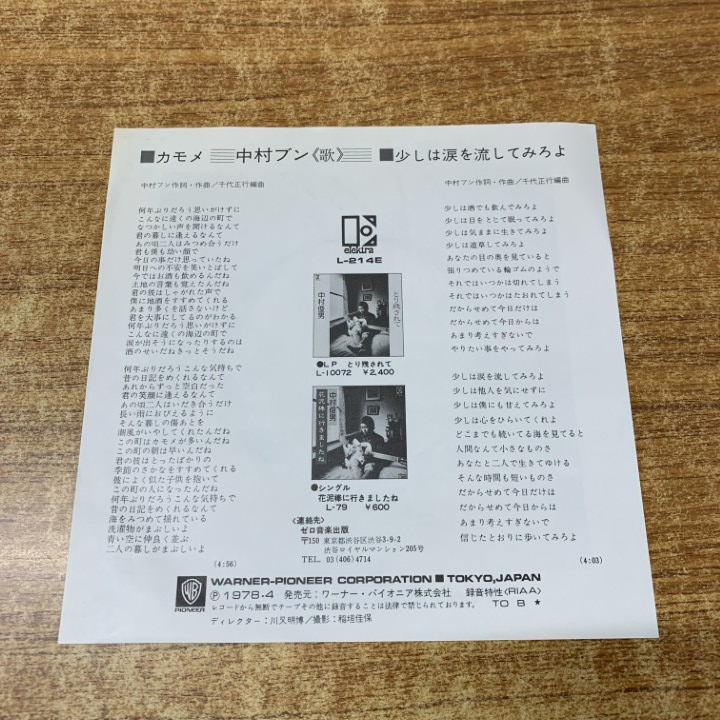 ■カモメ 中村ブン《歌》 ■少しは涙を流してみろよ
中村ブン作詞・作曲/千代正行編曲
何年ぶりだろう思いがけずに
こんなに遠くの海辺の町で
なつかしい声を聞けるなんて
君の暮しに逢えるなんて
あの頃二人はみつめ合うだけ
君も僕も幼い顔で
今日の事だけ思っていたね
明日への不安を笑いとばして
今ではお酒も飲めるんだね
土地の言葉も覚えたんだね
君の彼はしゃがれた声で
僕に地酒をすすめてくれる
あまり多くを話さないけど
君を大事にしてるのがわかる
何年ぶりだろう思いがけずに
こんなに遠くの海辺の町で
涙が出そうになったりするのは
酒のせいだねきっとそうだね
何年ぶりだろうこんな気持ちで
昔の日記をめくれるなんて
あれからずっと空白だった
君の笑顔に逢えるなんて
あの頃二人はいだき合うだけ
長い雨におびえるように
そんな暮しの傷あとを
潮風がいやしてくれたんだね
この町はカモメが多いんだね
この町の朝は早いんだね
君の彼はとったばかりの
季節のさかなをすすめてくれる
彼によく似た子供を抱いて
この町の人になったんだね
何年ぶりだろうこんな気持ちで
昔の日記をめくれるなんて
海をみつめて揺れている
洗濯物がまぶしいよ
青い空に仲良く並ぶ
二人の暮しがまぶしいよ
(4:56)
elektra
L-214E
とり残されて
中村俊男
●LP とり残されて
L-10072 ¥2,400
中村俊男
花泥棒に行きましたね
●シングル
花泥棒に行きましたね
L-79 ¥600
〈連絡先〉
ゼロ音楽出版
〒150 東京都渋谷区渋谷3-9-2
渋谷ロイヤルマンション205号
TEL. 03(406)4714
中村ブン作詞・作曲/千代正行編曲
少しは酒でも飲んでみろよ
少しは目をとじて眠ってみろよ
少しは気ままに生きてみろよ
少しは道草してみろよ
あなたの目の奥を見ていると
張りつめている輪ゴムのようで
それではいつかは切れてしまう
それではいつかはたおれてしまう
だからせめて今日だけは
だからせめて今日からは
あまり考えすぎないで
やりたい事をやってみろよ
少しは涙を流してみろよ
少しは他人を気にせずに
少しは僕にも甘えてみろよ
少しは心をひらいてくれよ
どこまでも続いてる海を見てると
人間なんて小さなものさ
あなたと二人で生きてゆける
そんな時間も短いものさ
だからせめて今日だけは
だからせめて今日からは
あまり考えすぎないで
信じたとおりに歩いてみろよ
(4:03)
WB
PIONEER
WARNER-PIONEER CORPORATION ■ TOKYO, JAPAN
Ⓟ1978・4 発売元:ワーナー・パイオニア株式会社 録音特性(RIAA)
レコードから無断でテープその他に録音することは法律で禁じられております。 TO B ★
ディレクター:川又明博/撮影:稲垣佳保